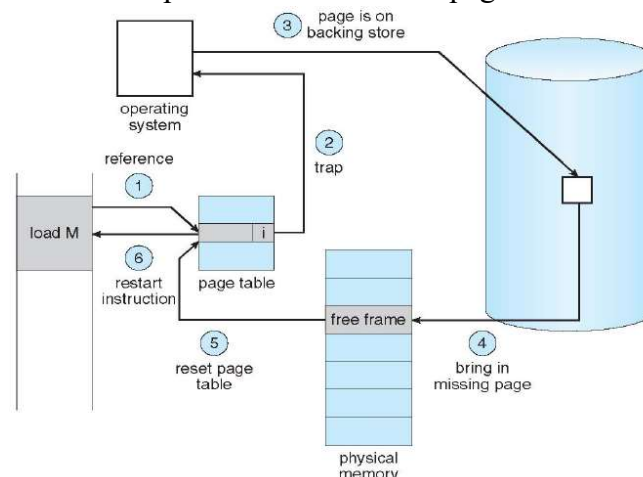 page is on
backing store
3
operating
system
2
trap
reference
1
load M
i
6
restart
instruction
page table
5
reset page
table
free frame
4
bring in
missing page
physical
memory